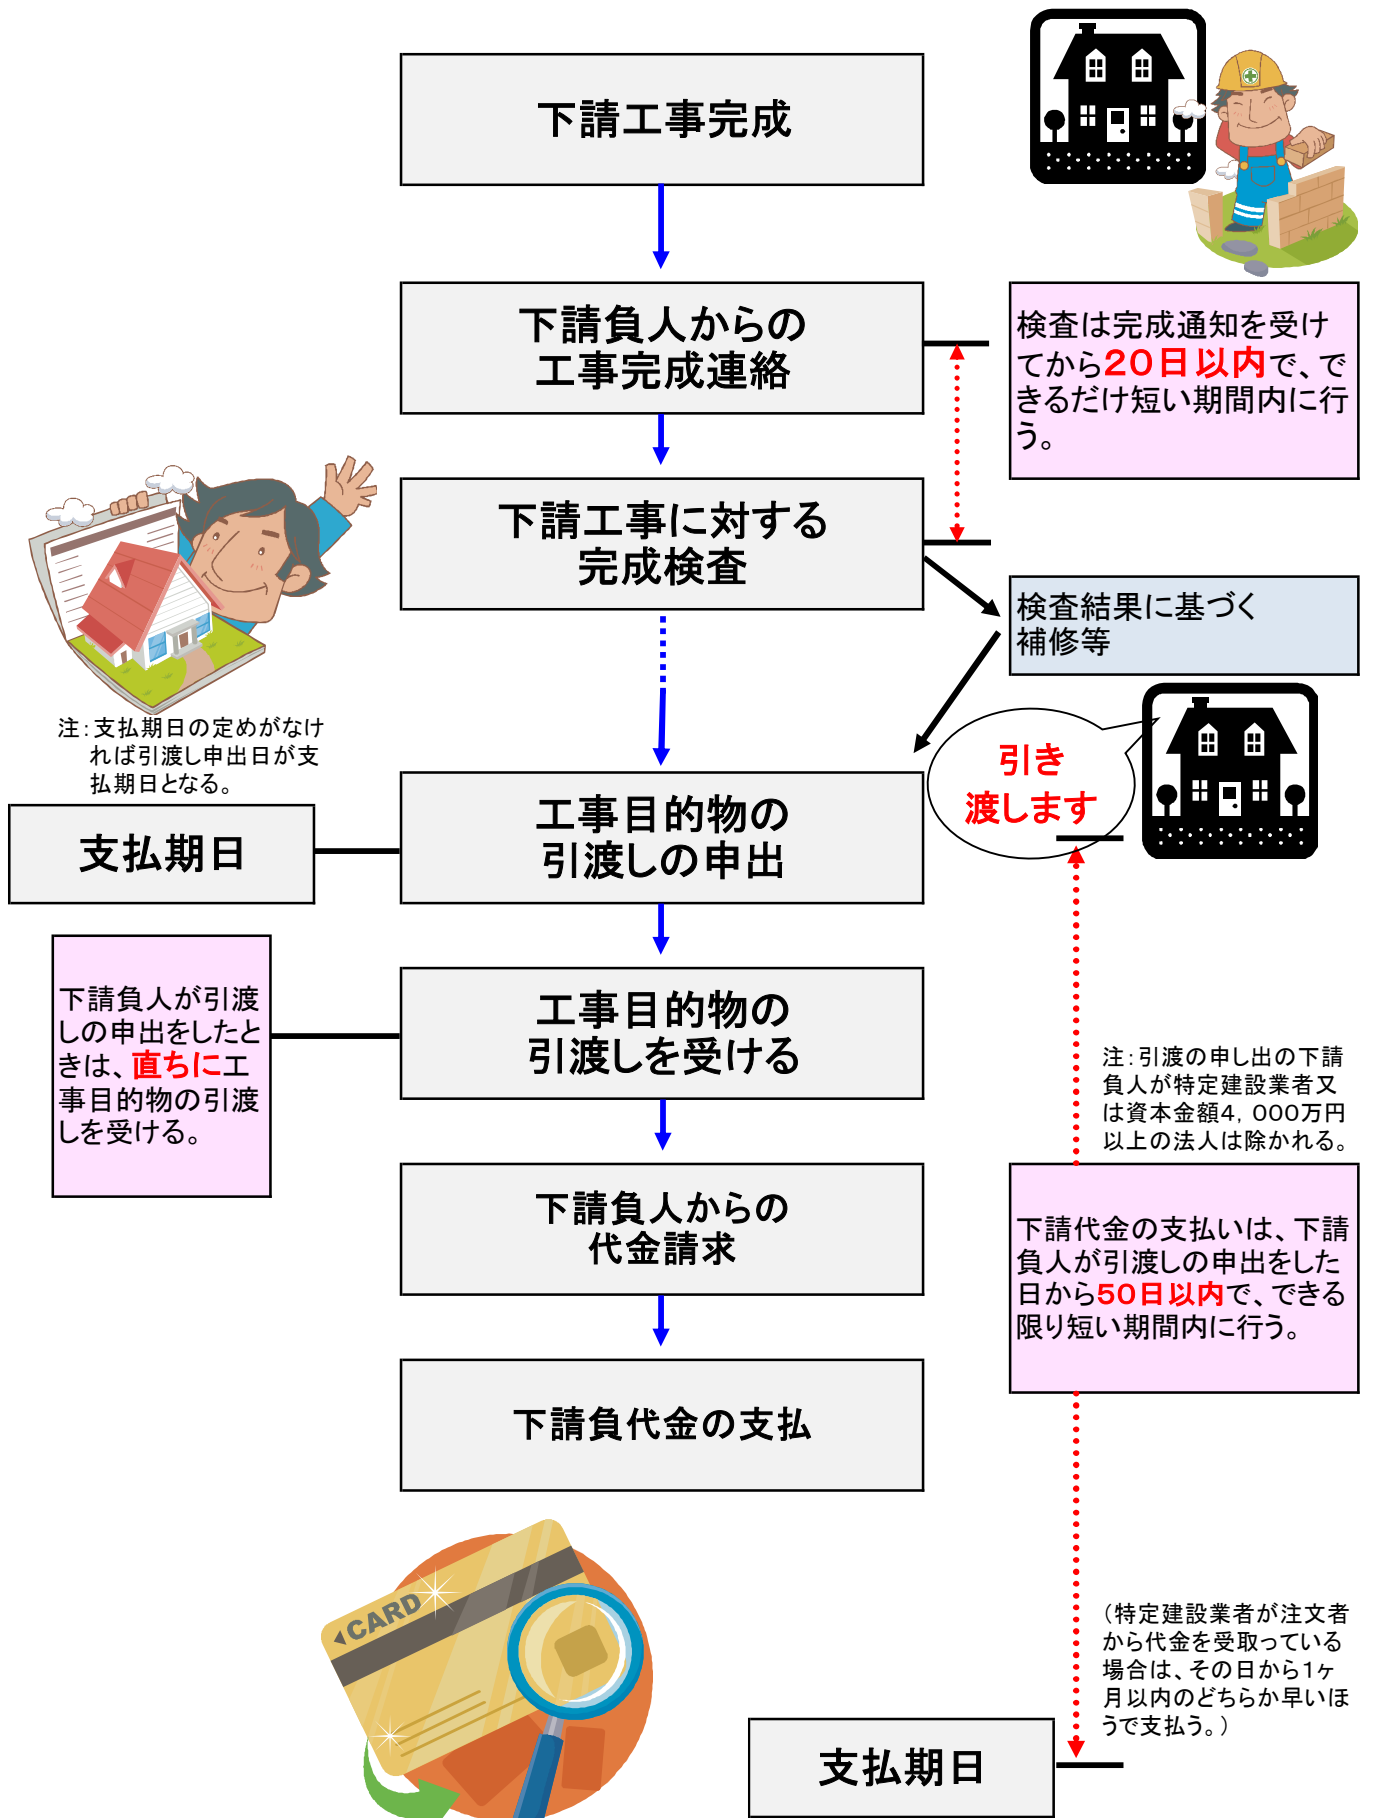 下請工事完成
下請負人からの
工事完成連絡
検査は完成通知を受け
てから20日以内で、で
きるだけ短い期間内に行
う。
下請工事に対する
完成検査
検査結果に基づく
補修等
注：支払期日の定めがなけ
れば引渡し申出日が支
払期日となる。
引き
渡します
支払期日
工事目的物の
引渡しの申出
下請負人が引渡
しの申出をしたと
きは、直ちに工
事目的物の引渡
しを受ける。
工事目的物の
引渡しを受ける
注：引渡の申し出の下請
負人が特定建設業者又
は資本金額4，000万円
以上の法人は除かれる。
下請負人からの
代金請求
下請代金の支払いは、下請
負人が引渡しの申出をした
日から50日以内で、できる
限り短い期間内に行う。
下請負代金の支払
CARD
（特定建設業者が注文者
から代金を受取っている
場合は、その日から1ヶ
月以内のどちらか早いほ
うで支払う。）
支払期日